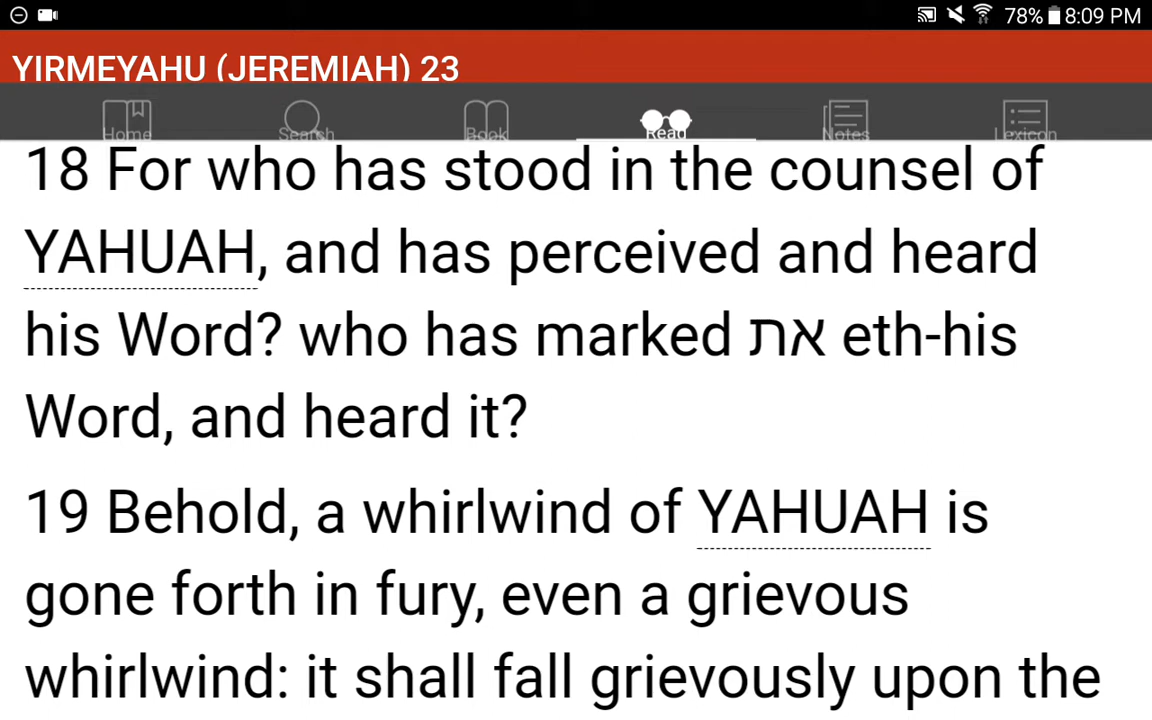 78% 8:09 PM
YIRMEYAHU (JEREMIAH) 23
Home Search Book Read Notes Lexicon
18 For who has stood in the counsel of
YAHUAH, and has perceived and heard
his Word? who has marked את eth-his
Word, and heard it?
19 Behold, a whirlwind of YAHUAH is
gone forth in fury, even a grievous
whirlwind: it shall fall grievously upon the